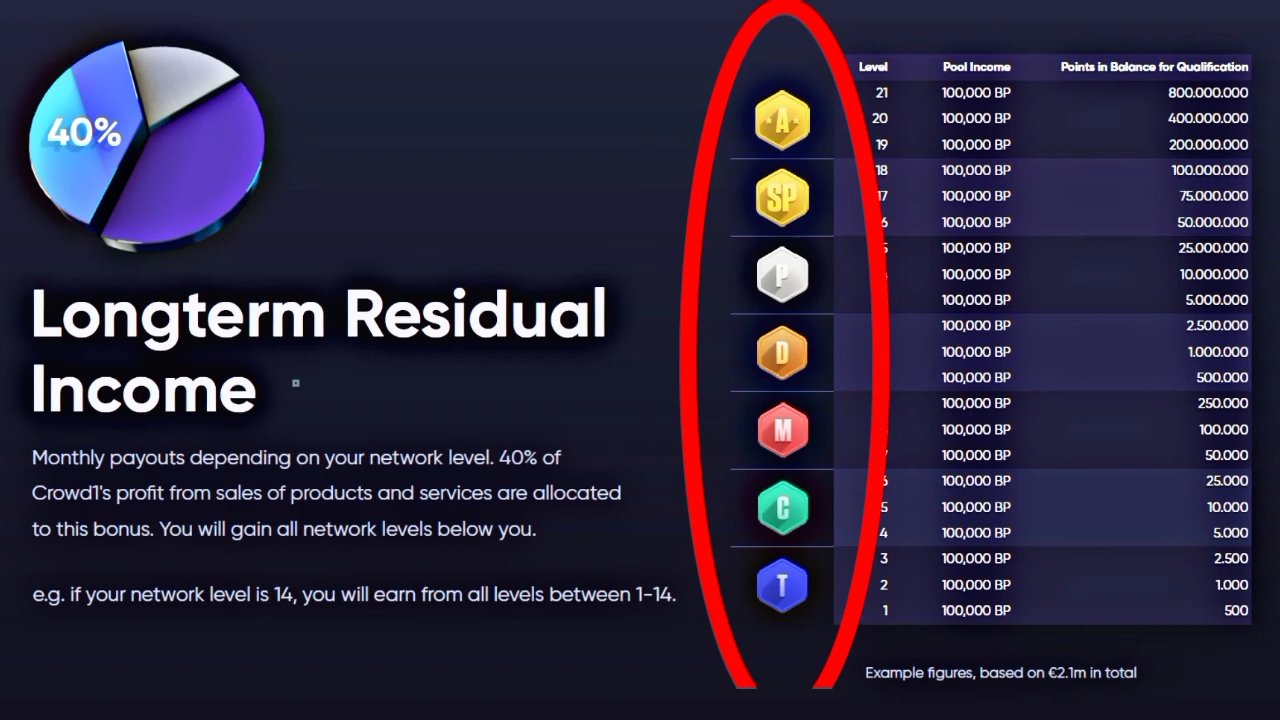 40%
Longterm Residual
Income
Monthly payouts depending on your network level. 40% of
Crowd1's profit from sales of products and services are allocated
to this bonus. You will gain all network levels below you.
e.g. if your network level is 14, you will earn from all levels between 1-14.
A
SP
P
D
M
C
T
Level Pool Income Points in Balance for Qualification
21 100,000 BP 800.000.000
20 100,000 BP 400.000.000
19 100,000 BP 200.000.000
18 100,000 BP 100.000.000
17 100,000 BP 75.000.000
6 100,000 BP 50.000.000
5 100,000 BP 25.000.000
100,000 BP 10.000.000
100,000 BP 5.000.000
100,000 BP 2.500.000
100,000 BP 1.000.000
100,000 BP 500.000
100,000 BP 250.000
100,000 BP 100.000
100,000 BP 50.000
6 100,000 BP 25.000
5 100,000 BP 10.000
4 100,000 BP 5.000
3 100,000 BP 2.500
2 100,000 BP 1.000
1 100,000 BP 500
Example figures, based on €2.1m in total